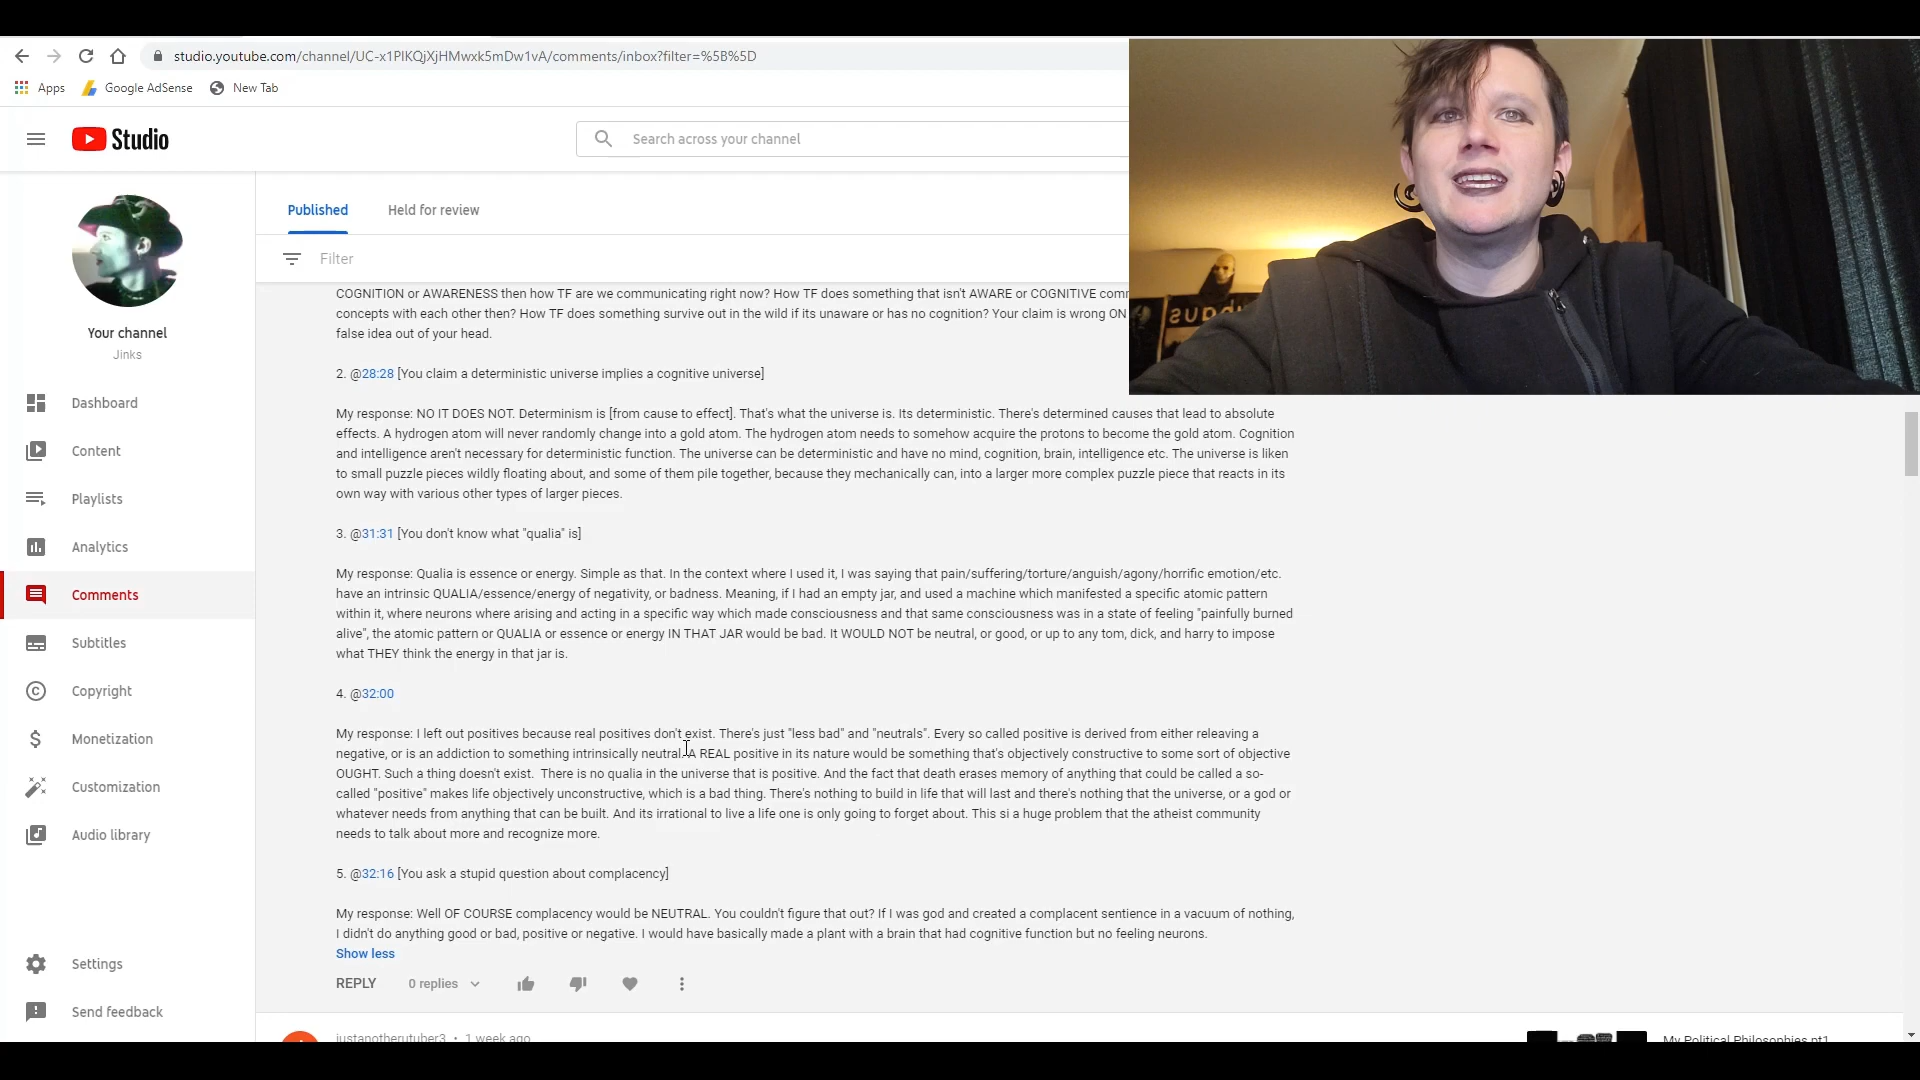 studio.youtube.com/channel/UC-x1PlKQjXjHMwxk5mDw1vA/comments/inbox?filter=%5B%5D
Apps
Google AdSense
New Tab
Studio
Search across your channel
Published
Held for review
Filter
Your channel
Jinks
Dashboard
Content
Playlists
Analytics
Comments
Subtitles
Copyright
Monetization
Customization
Audio library
Settings
Send feedback
COGNITION or AWARENESS then how TF are we communicating right now? How TF does something that isn't AWARE or COGNITIVE
concepts with each other then? How TF does something survive out in the wild if its unaware or has no cognition? Your claim is wrong ON
false idea out of your head.
2. @28:28 [You claim a deterministic universe implies a cognitive universe]
My response: NO IT DOES NOT. Determinism is [from cause to effect]. That's what the universe is. Its deterministic. There's determined causes that lead to absolute
effects. A hydrogen atom will never randomly change into a gold atom. The hydrogen atom needs to somehow acquire the protons to become the gold atom. Cognition
and intelligence aren't necessary for deterministic function. The universe can be deterministic and have no mind, cognition, brain, intelligence etc. The universe is liken
to small puzzle pieces wildly floating about, and some of them pile together, because they mechanically can, into a larger more complex puzzle piece that reacts in its
own way with various other types of larger pieces.
3. @31:31 [You don't know what "qualia" is]
My response: Qualia is essence or energy. Simple as that. In the context where I used it, I was saying that pain/suffering/torture/anguish/agony/horrific emotion/etc.
have an intrinsic QUALIA/essence/energy of negativity, or badness. Meaning, if I had an empty jar, and used a machine which manifested a specific atomic pattern
within it, where neurons where arising and acting in a specific way which made consciousness and that same consciousness was in a state of feeling "painfully burned
alive", the atomic pattern or QUALIA or essence or energy IN THAT JAR would be bad. It WOULD NOT be neutral, or good, or up to any tom, dick, and harry to impose
what THEY think the energy in that jar is.
4. @32:00
My response: I left out positives because real positives don't exist. There's just "less bad" and "neutrals". Every so called positive is derived from either releaving a
negative, or is an addiction to something intrinsically neutral. A REAL positive in its nature would be something that's objectively constructive to some sort of objective
OUGHT. Such a thing doesn't exist.  There is no qualia in the universe that is positive. And the fact that death erases memory of anything that could be called a so-
called "positive" makes life objectively unconstructive, which is a bad thing. There's nothing to build in life that will last and there's nothing that the universe, or a god or
whatever needs from anything that can be built. And its irrational to live a life one is only going to forget about. This si a huge problem that the atheist community
needs to talk about more and recognize more.
5. @32:16 [You ask a stupid question about complacency]
My response: Well OF COURSE complacency would be NEUTRAL. You couldn't figure that out? If I was god and created a complacent sentience in a vacuum of nothing,
I didn't do anything good or bad, positive or negative. I would have basically made a plant with a brain that had cognitive function but no feeling neurons.
Show less
REPLY
0 replies
justanotherutuber3 • 1 week ago
My Political Philosophies pt1